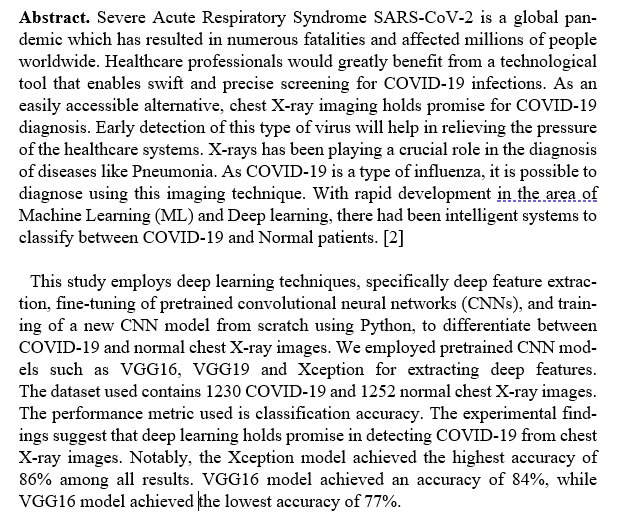 Abstract. Severe Acute Respiratory Syndrome SARS-CoV-2 is a global pan-
demic which has resulted in numerous fatalities and affected millions of people
worldwide. Healthcare professionals would greatly benefit from a technological
tool that enables swift and precise screening for COVID-19 infections. As an
easily accessible alternative, chest X-ray imaging holds promise for COVID-19
diagnosis. Early detection of this type of virus will help in relieving the pressure
of the healthcare systems. X-rays has been playing a crucial role in the diagnosis
of diseases like Pneumonia. As COVID-19 is a type of influenza, it is possible to
diagnose using this imaging technique. With rapid development in the area of
Machine Learning (ML) and Deep learning, there had been intelligent systems to
classify between COVID-19 and Normal patients. [2]
This study employs deep learning techniques, specifically deep feature extrac-
tion, fine-tuning of pretrained convolutional neural networks (CNNs), and train-
ing of a new CNN model from scratch using Python, to differentiate between
COVID-19 and normal chest X-ray images. We employed pretrained CNN mod-
els such as VGG16, VGG19 and Xception for extracting deep features.
The dataset used contains 1230 COVID-19 and 1252 normal chest X-ray images.
The performance metric used is classification accuracy. The experimental find-
ings suggest that deep learning holds promise in detecting COVID-19 from chest
X-ray images. Notably, the Xception model achieved the highest accuracy of
86% among all results. VGG16 model achieved an accuracy of 84%, while
VGG16 model achieved the lowest accuracy of 77%.